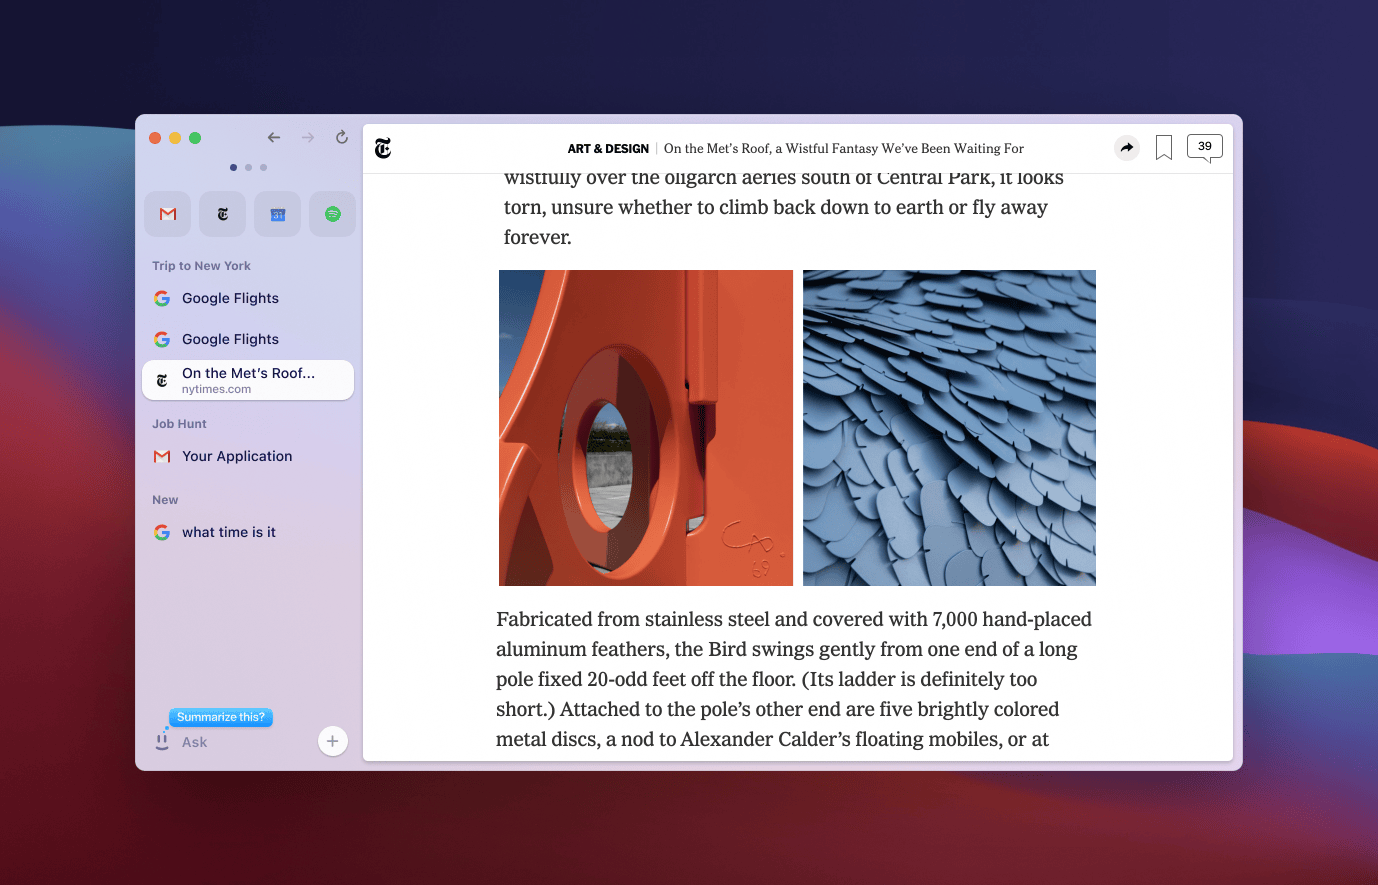 ART & DESIGN | On the Met's Roof, a Wistful Fantasy We've Been Waiting For
39
31
Trip to New York
Google Flights
Google Flights
On the Met's Roof...
nytimes.com
Job Hunt
Your Application
New
what time is it
Summarize this?
Ask
wistfully over the oligarch aeries south of Central Park, it looks
torn, unsure whether to climb back down to earth or fly away
forever.
69
Fabricated from stainless steel and covered with 7,000 hand-placed
aluminum feathers, the Bird swings gently from one end of a long
pole fixed 20-odd feet off the floor. (Its ladder is definitely too
short.) Attached to the pole's other end are five brightly colored
metal discs, a nod to Alexander Calder's floating mobiles, or at